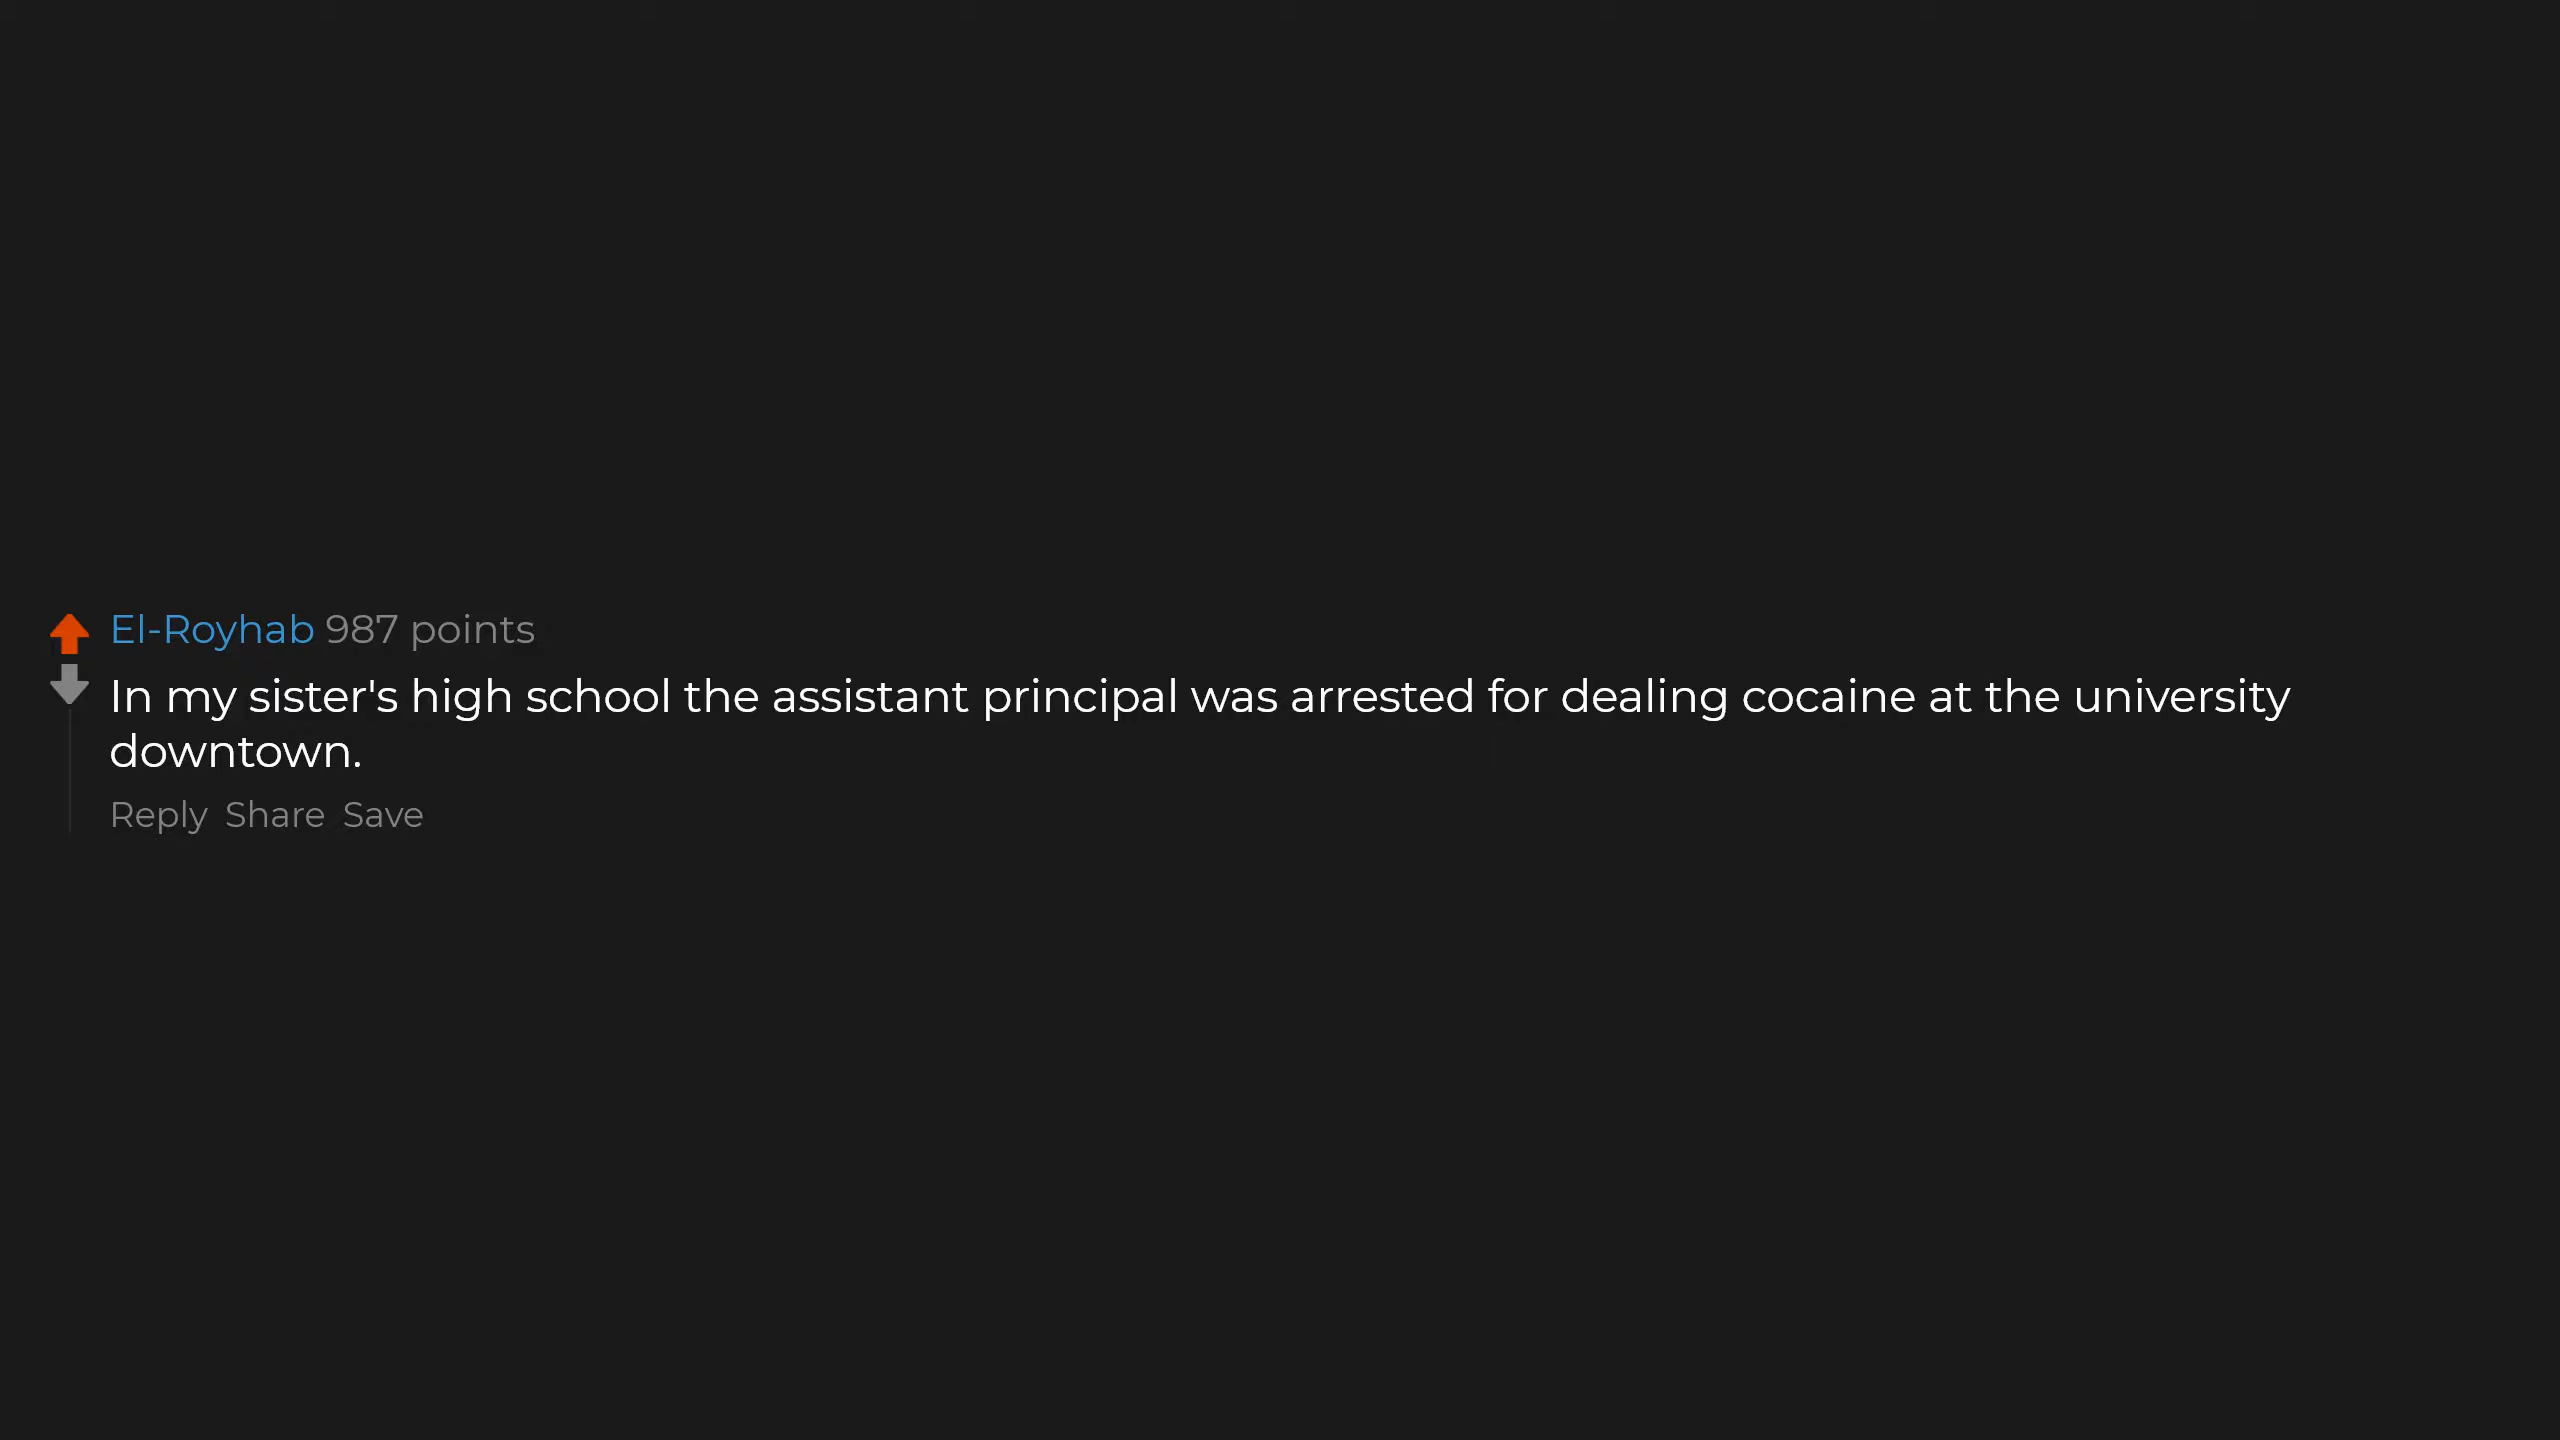 El-Royhab 987 points
In my sister's high school the assistant principal was arrested for dealing cocaine at the university
downtown.
Reply Share Save